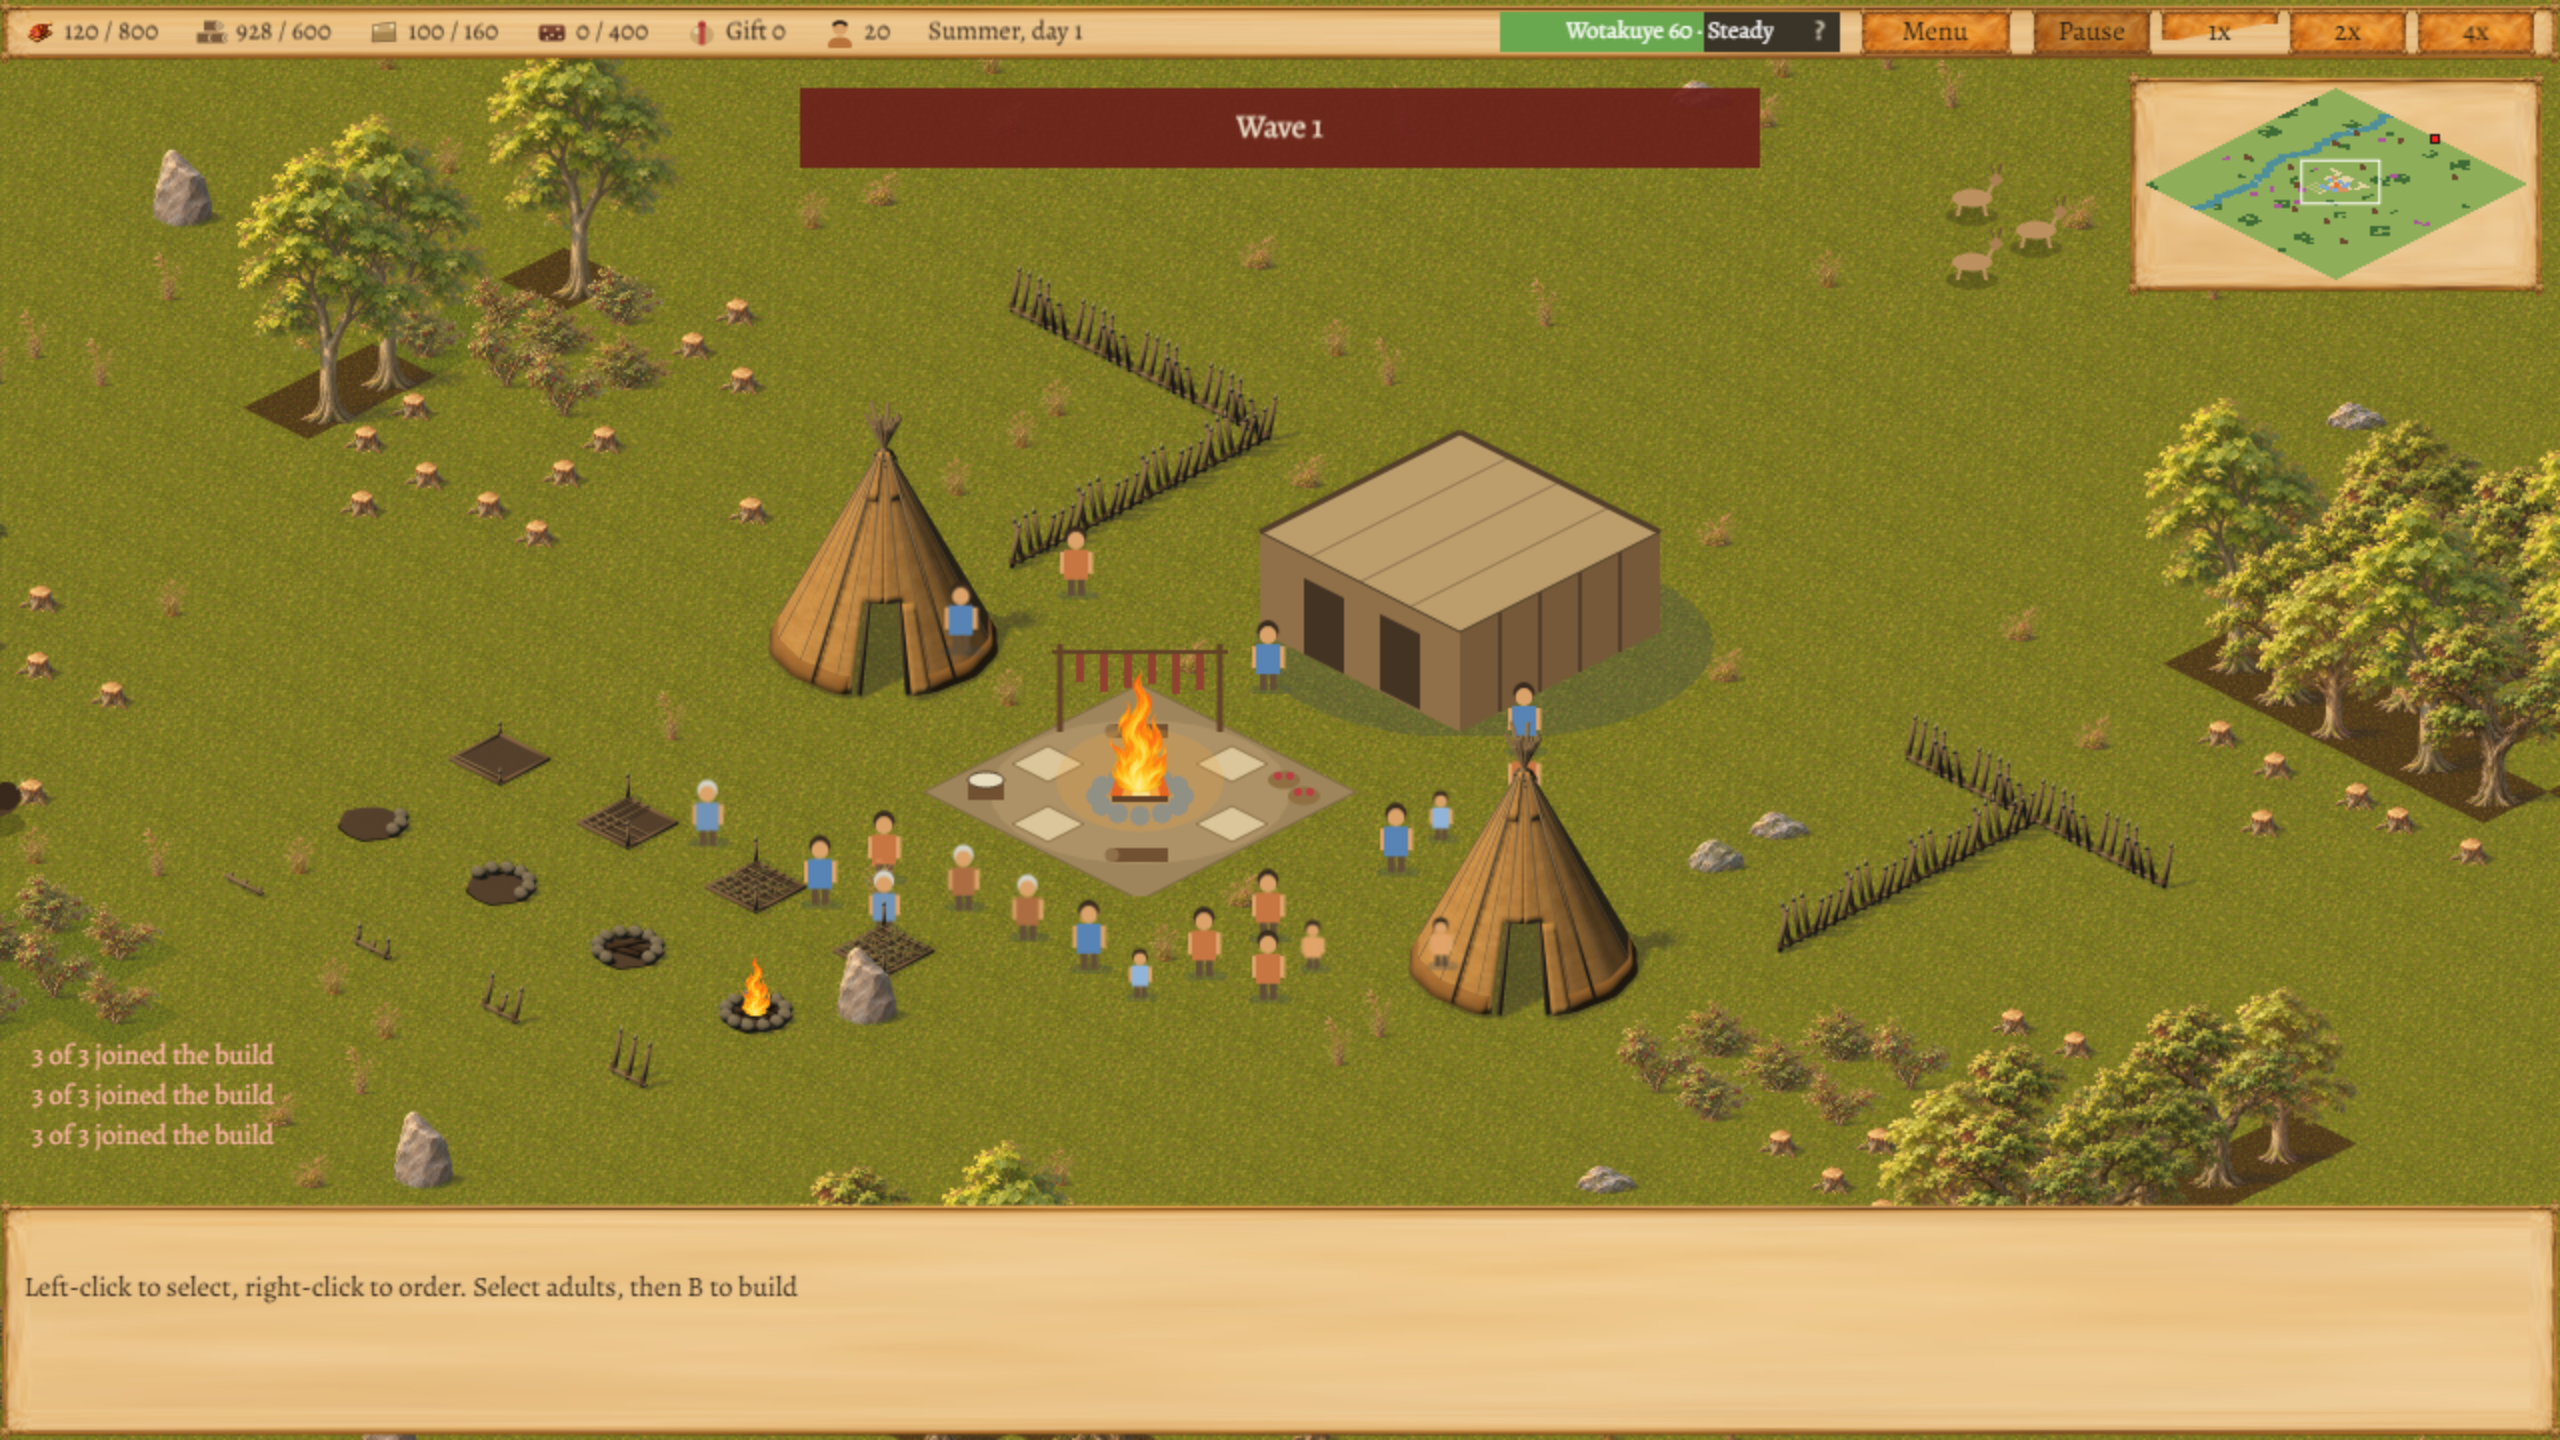 120 / 800 928 / 600 100 / 160 0 / 400 Gift 0 20 Summer, day 1 Wotakuye 60 · Steady ? Menu Pause 1x 2x 4x
Wave 1
3 of 3 joined the build
3 of 3 joined the build
3 of 3 joined the build
Left-click to select, right-click to order. Select adults, then B to build